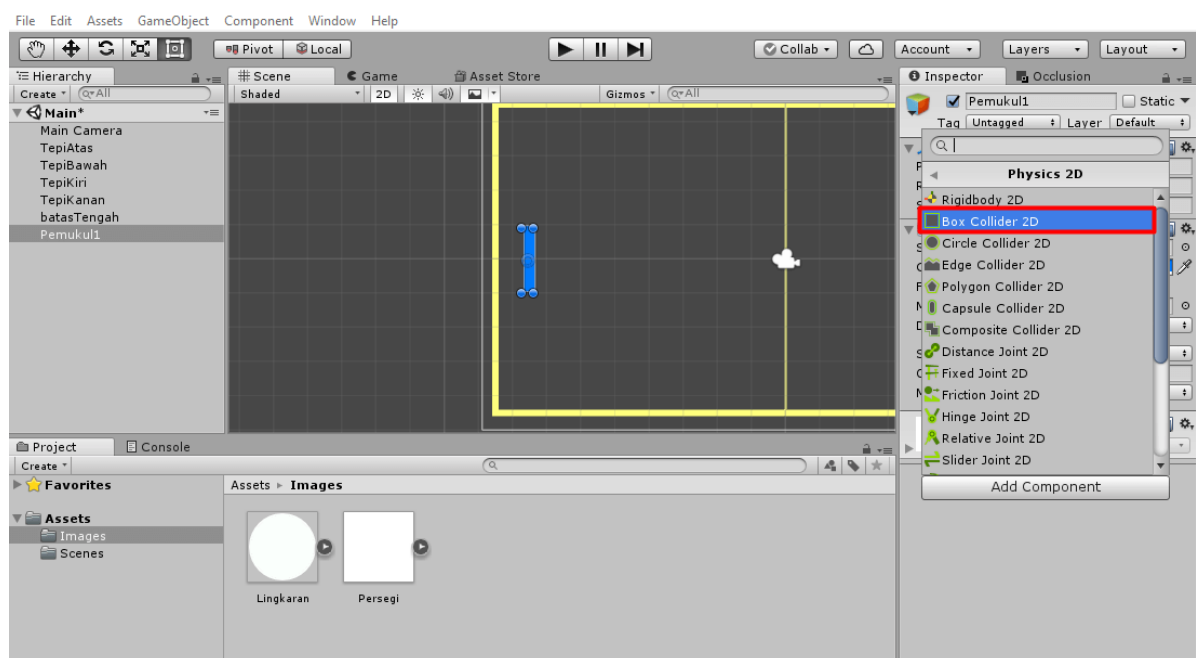 File Edit Assets GameObject Component Window Help
Pivot Local Collab Account Layers Layout
Hierarchy
Create All
Main*
Main Camera
TepiAtas
TepiBawah
TepiKiri
TepiKanan
batasTengah
Pemukul1
Scene Game Asset Store
Shaded 2D Gizmos All
Inspector Occlusion
Pemukul1 Static
Tag Untagged Layer Default
Physics 2D
Rigidbody 2D
Box Collider 2D
Circle Collider 2D
Edge Collider 2D
Polygon Collider 2D
Capsule Collider 2D
Composite Collider 2D
Distance Joint 2D
Fixed Joint 2D
Friction Joint 2D
Hinge Joint 2D
Relative Joint 2D
Slider Joint 2D
Add Component
Project Console
Create
Favorites
Assets
Images
Scenes
Assets Images
Lingkaran Persegi